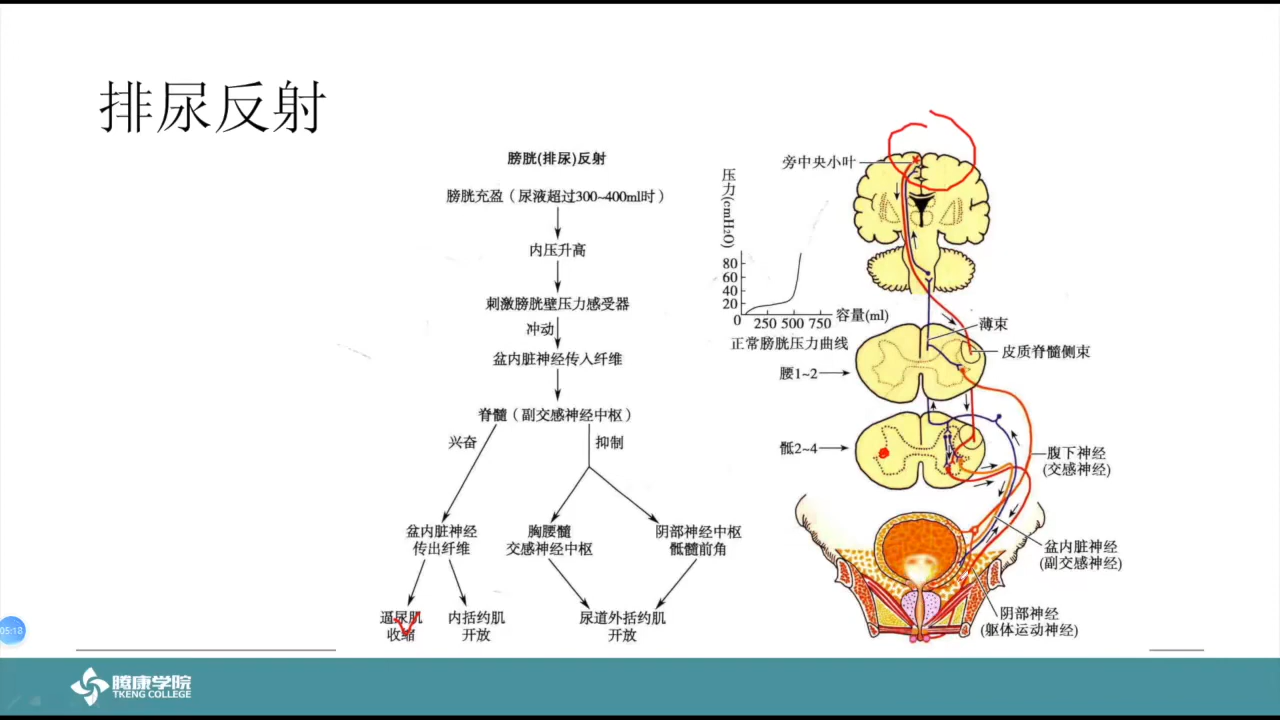 排尿反射
膀胱(排尿)反射
膀胱充盈（尿液超过300~400ml时）
内压升高
刺激膀胱壁压力感受器
冲动
盆内脏神经传入纤维
脊髓（副交感神经中枢）
兴奋
抑制
盆内脏神经
传出纤维
胸腰髓
交感神经中枢
阴部神经中枢
骶髓前角
逼尿肌
收缩
内括约肌
开放
尿道外括约肌
开放
压力(cmH₂O)
80
60
40
20
0
250 500 750
容量(ml)
正常膀胱压力曲线
旁中央小叶
薄束
皮质脊髓侧束
腰1~2
骶2~4
腹下神经
(交感神经)
盆内脏神经
(副交感神经)
阴部神经
(躯体运动神经)
05:18
腾康学院
TKENG COLLEGE